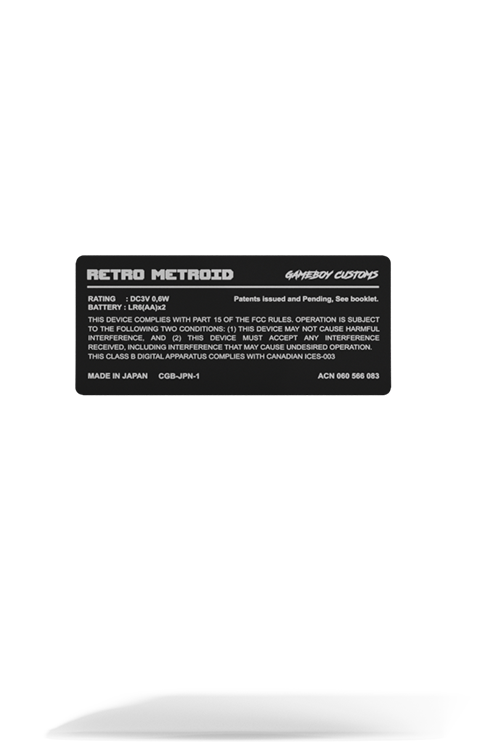 RETRO METROID GAMEBOY CUSTOMS
RATING : DC3V 0,6W Patents issued and Pending, See booklet.
BATTERY : LR6(AA)x2
THIS DEVICE COMPLIES WITH PART 15 OF THE FCC RULES. OPERATION IS SUBJECT
TO THE FOLLOWING TWO CONDITIONS: (1) THIS DEVICE MAY NOT CAUSE HARMFUL
INTERFERENCE, AND (2) THIS DEVICE MUST ACCEPT ANY INTERFERENCE
RECEIVED, INCLUDING INTERFERENCE THAT MAY CAUSE UNDESIRED OPERATION.
THIS CLASS B DIGITAL APPARATUS COMPLIES WITH CANADIAN ICES-003
MADE IN JAPAN CGB-JPN-1 ACN 060 566 083